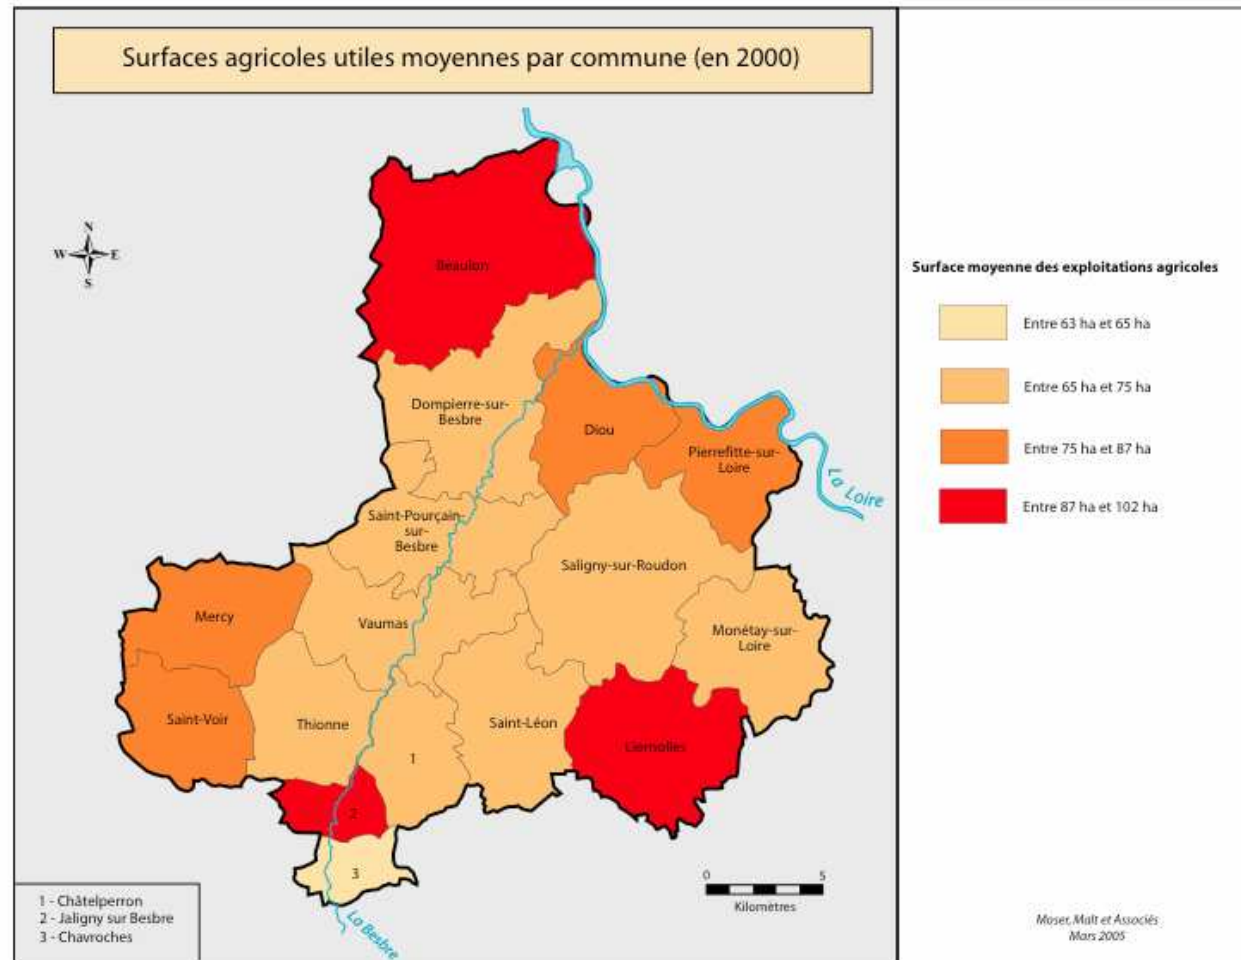 Surfaces agricoles utiles moyennes par commune (en 2000)
N
W E
S
Beaulon
Dompierre-sur-
Besbre
Diou
Pierrefitte-sur-
Loire
La Loire
Saint-Pourçain-
sur-
Besbre
Saligny-sur-Roudon
Mercy
Vaumas
Monétay-sur-
Loire
Saint-Voir
Thionne
Saint-Léon
Liernolles
1
2
3
La Besbre
0 5
Kilomètres
1 - Châtelperron
2 - Jaligny sur Besbre
3 - Chavroches
Surface moyenne des exploitations agricoles
Entre 63 ha et 65 ha
Entre 65 ha et 75 ha
Entre 75 ha et 87 ha
Entre 87 ha et 102 ha
Moser, Malt et Associés
Mars 2005